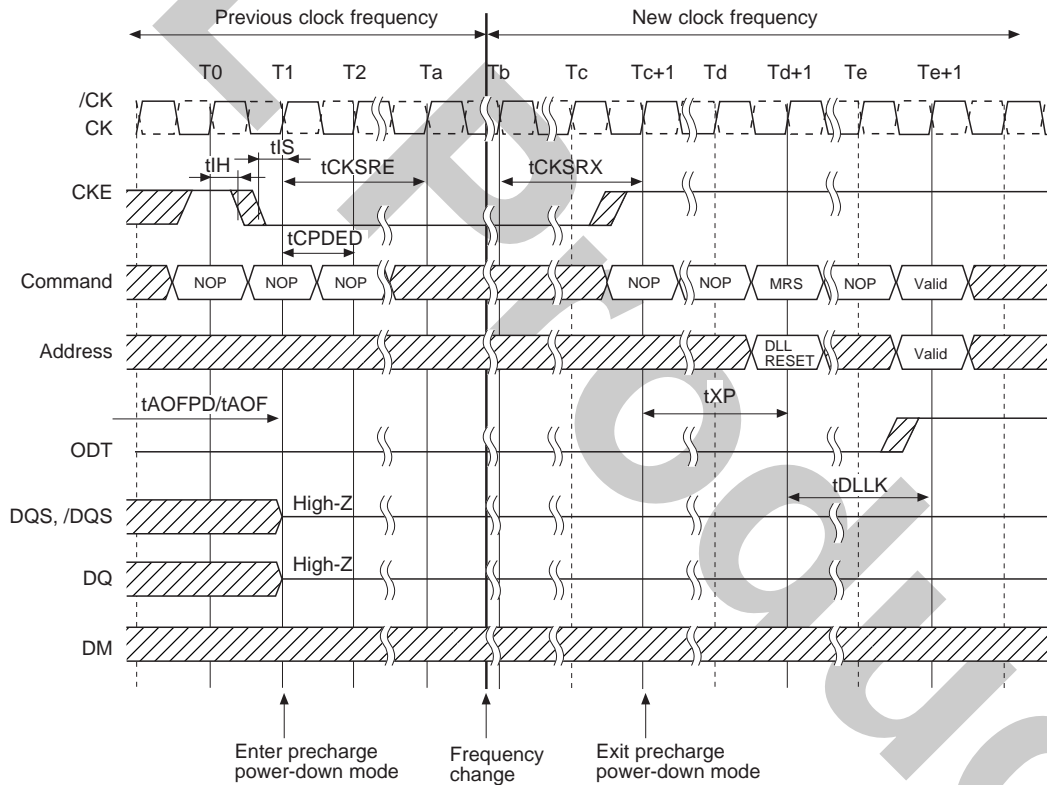 Previous clock frequency
New clock frequency
T0 T1 T2 Ta Tb Tc Tc+1 Td Td+1 Te Te+1
/CK
CK
tIS
tIH
tCKSRE
tCKSRX
CKE
tCPDED
Command
NOP NOP NOP NOP NOP MRS NOP Valid
Address
DLL
RESET
Valid
tAOFPD/tAOF
tXP
ODT
tDLLK
High-Z
DQS, /DQS
High-Z
DQ
DM
Enter precharge
power-down mode
Frequency
change
Exit precharge
power-down mode